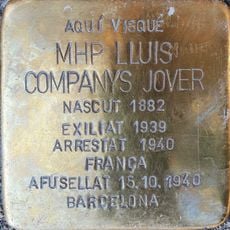 AQUÍ VISQUÉ
MHP LLUIS
COMPANYS JOVER
NASCUT 1882
EXILIAT 1939
ARRESTAT 1940
FRANÇA
AFUSELLAT 15.10.1940
BARCELONA